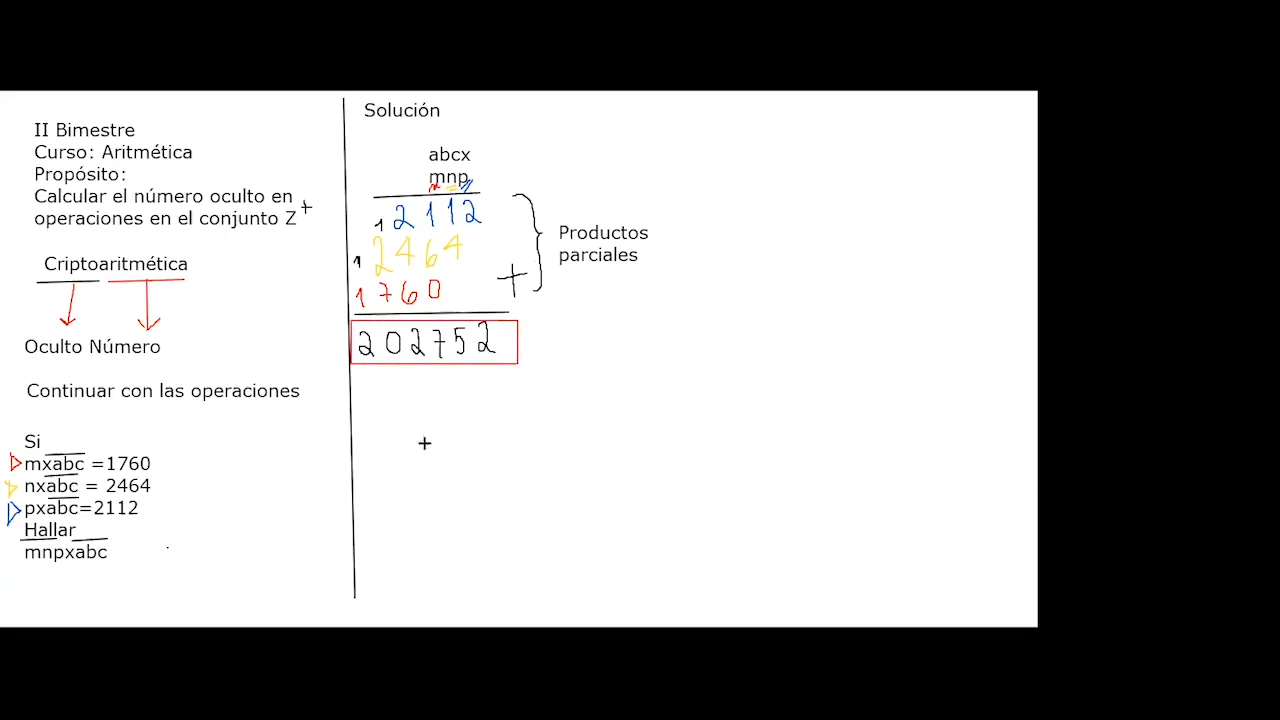 II Bimestre
Curso: Aritmética
Propósito:
Calcular el número oculto en
operaciones en el conjunto Z +
Criptoaritmética
Oculto Número
Continuar con las operaciones
Si
mxabc =1760
nxabc = 2464
pxabc=2112
Hallar
mnpxabc
Solución
abcx
mnp
1 2112
1 2464
1760 +
202752
Productos
parciales